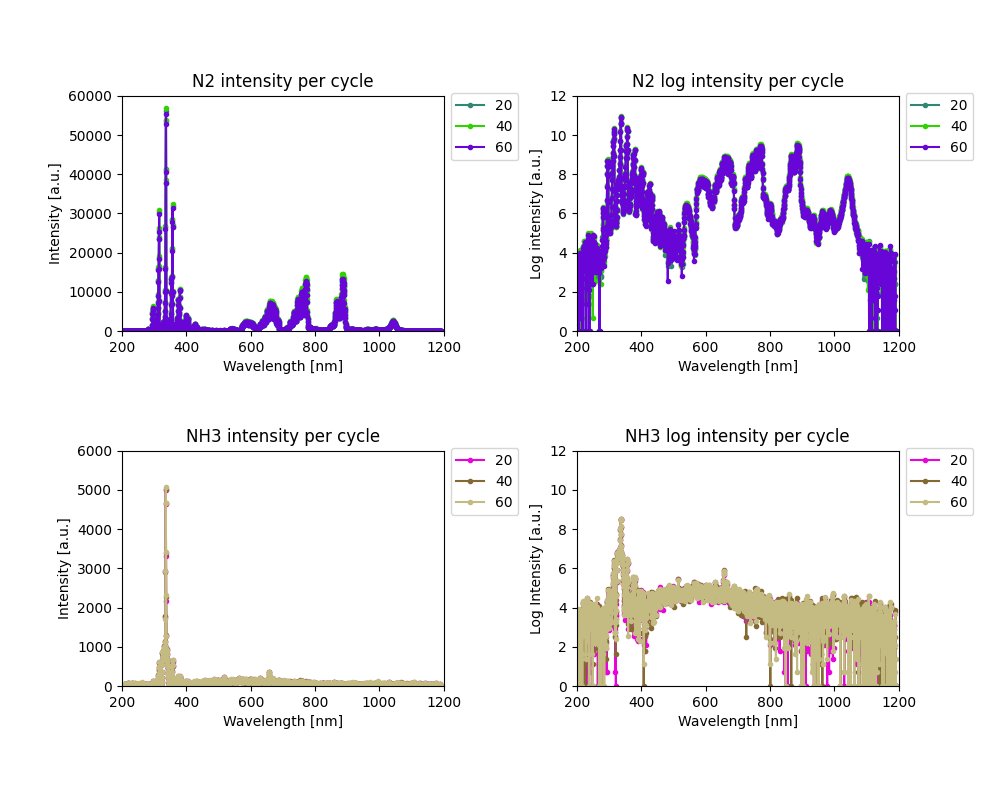 N2 intensity per cycle
60000
50000
40000
30000
20000
10000
0
Intensity [a.u.]
200 400 600 800 1000 1200
Wavelength [nm]
20
40
60
N2 log intensity per cycle
12
10
8
6
4
2
0
Log intensity [a.u.]
200 400 600 800 1000 1200
Wavelength [nm]
20
40
60
NH3 intensity per cycle
6000
5000
4000
3000
2000
1000
0
Intensity [a.u.]
200 400 600 800 1000 1200
Wavelength [nm]
20
40
60
NH3 log intensity per cycle
12
10
8
6
4
2
0
Log Intensity [a.u.]
200 400 600 800 1000 1200
Wavelength [nm]
20
40
60